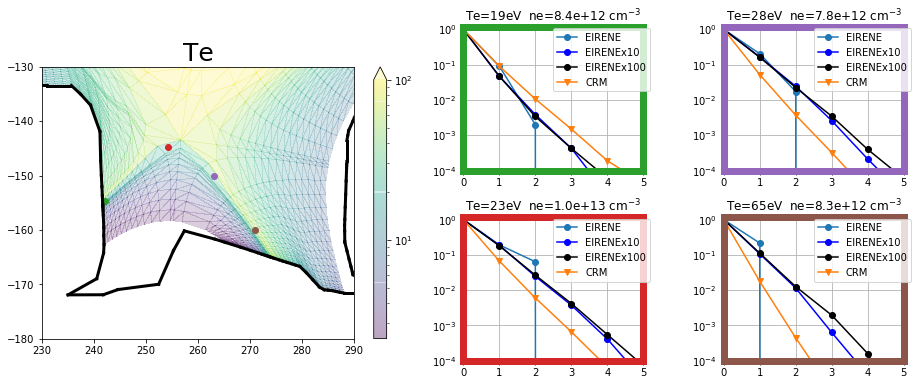 Te
−130
−140
−150
−160
−170
−180
230 240 250 260 270 280 290
10²
10¹
Te=19eV ne=8.4e+12 cm⁻³
10⁰
10⁻¹
10⁻²
10⁻³
10⁻⁴
0 1 2 3 4 5
EIRENE
EIRENEx10
EIRENEx100
CRM
Te=28eV ne=7.8e+12 cm⁻³
10⁰
10⁻¹
10⁻²
10⁻³
10⁻⁴
0 1 2 3 4 5
EIRENE
EIRENEx10
EIRENEx100
CRM
Te=23eV ne=1.0e+13 cm⁻³
10⁰
10⁻¹
10⁻²
10⁻³
10⁻⁴
0 1 2 3 4 5
EIRENE
EIRENEx10
EIRENEx100
CRM
Te=65eV ne=8.3e+12 cm⁻³
10⁰
10⁻¹
10⁻²
10⁻³
10⁻⁴
0 1 2 3 4 5
EIRENE
EIRENEx10
EIRENEx100
CRM